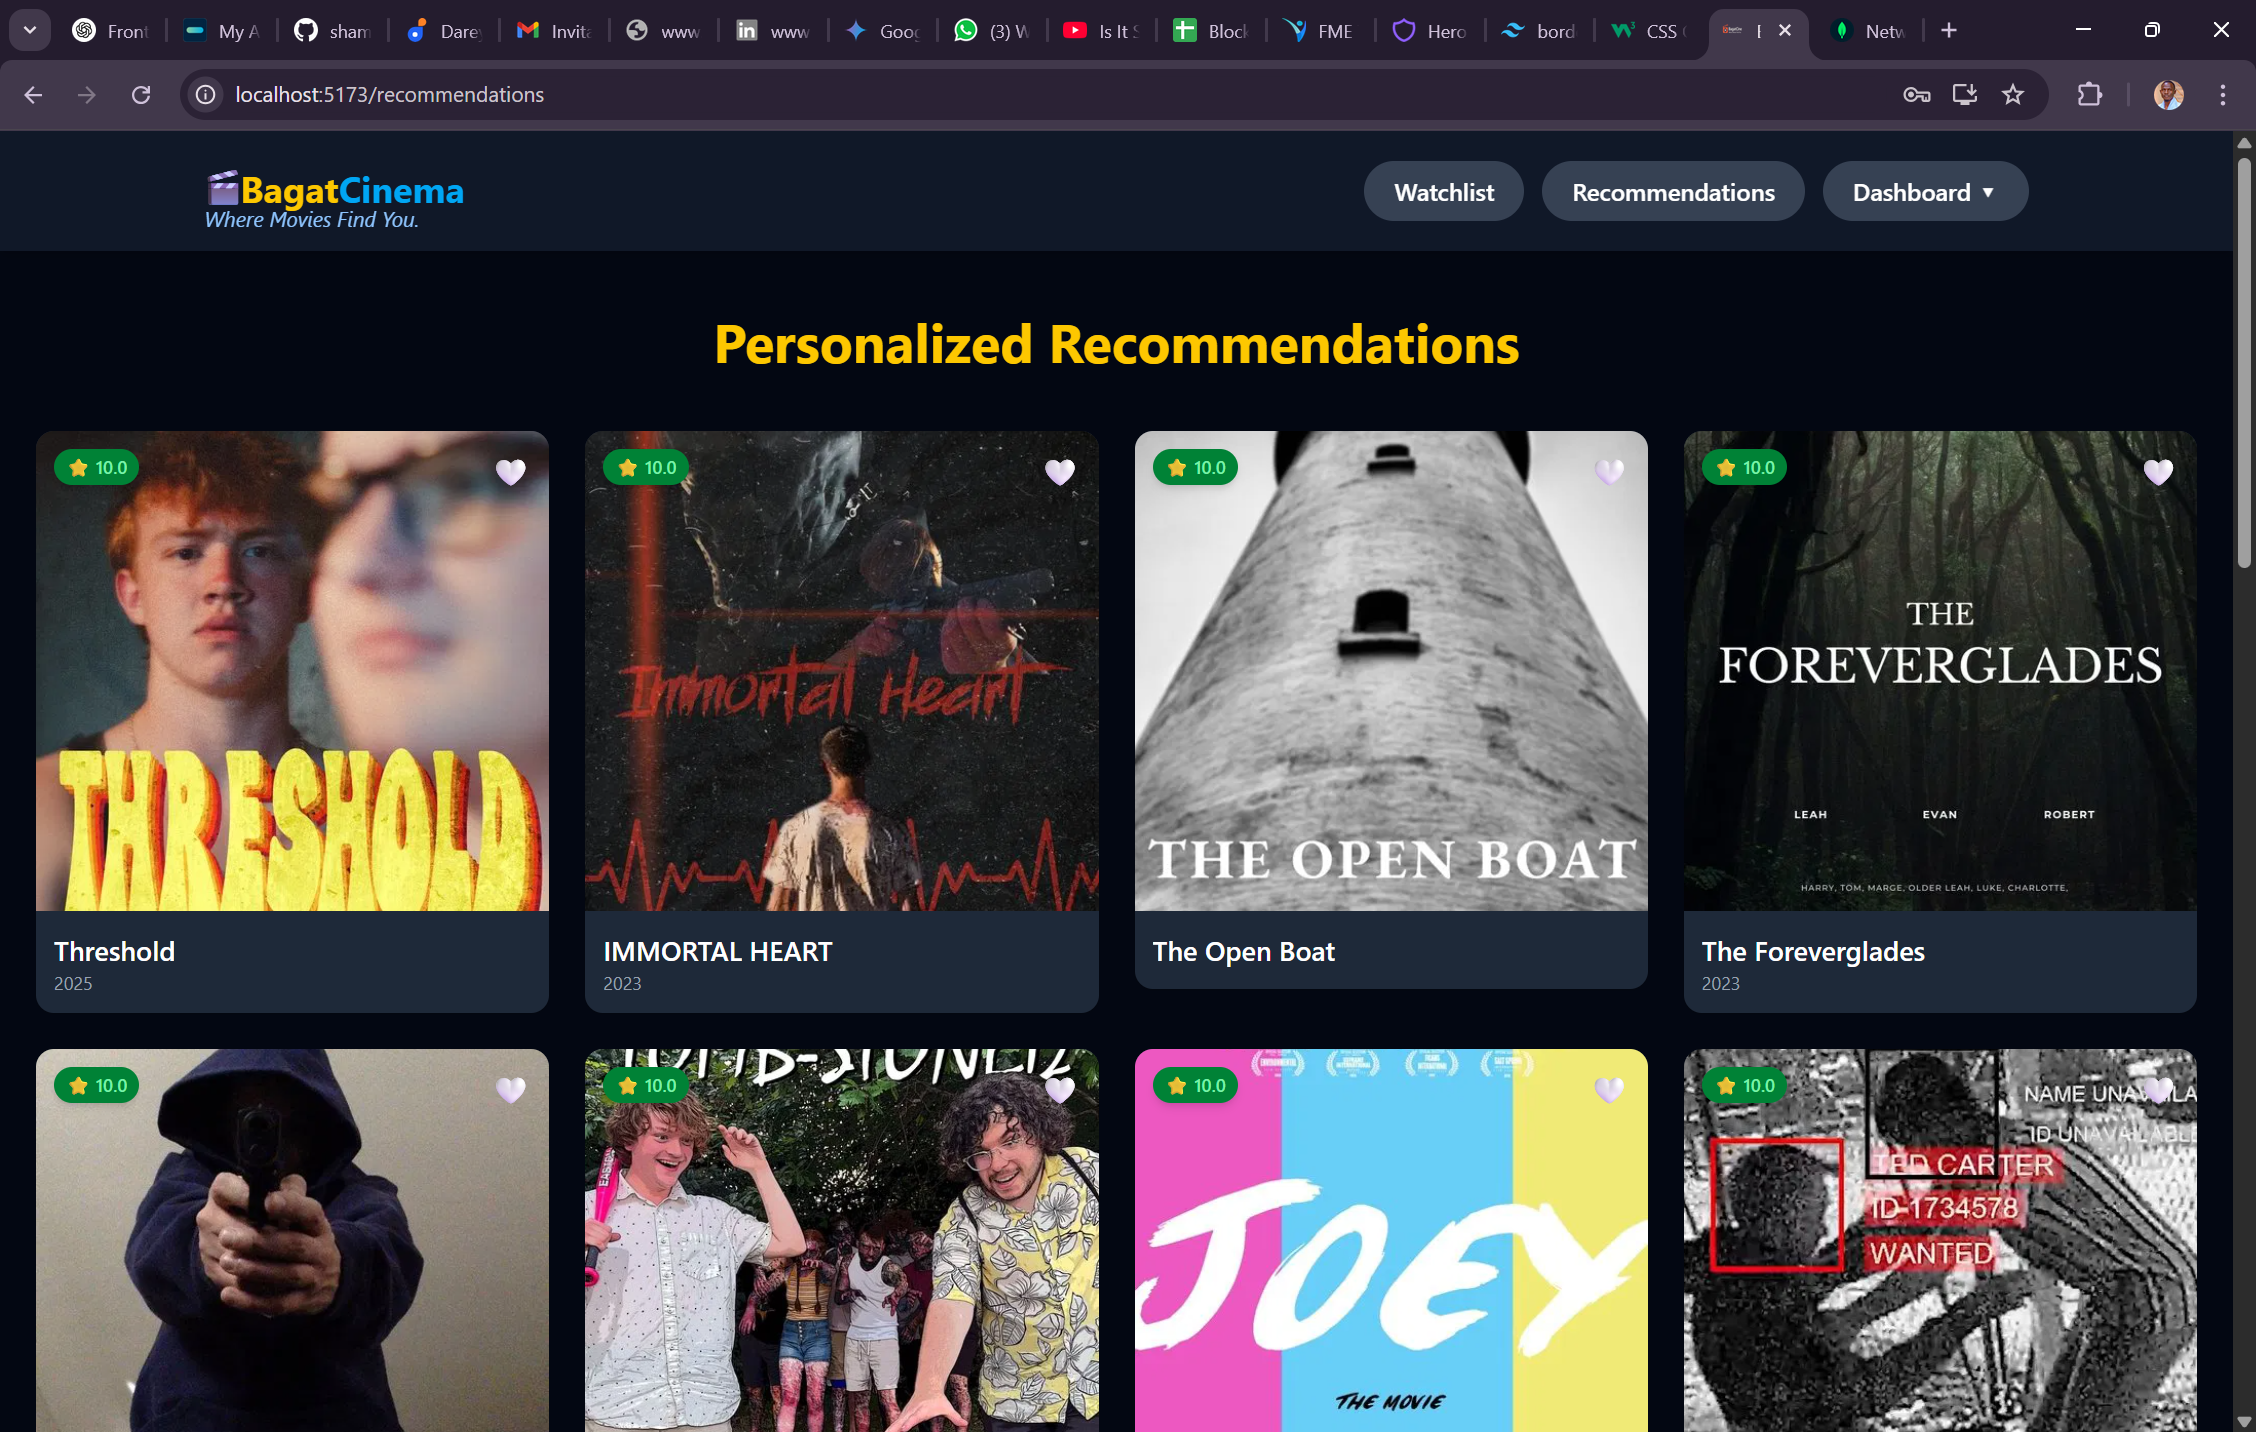 Front
My A
sham
Dare
Invita
www
www
Goog
(3) W
Is It S
Block
FME
Hero
bord
CSS
Netw
localhost:5173/recommendations
BagatCinema
Where Movies Find You.
Watchlist
Recommendations
Dashboard ▼
Personalized Recommendations
10.0
10.0
10.0
10.0
THRESHOLD
Immortal Heart
THE OPEN BOAT
THE
FOREVERGLADES
LEAH EVAN ROBERT
HARRY, TOM, MARGE, OLDER LEAH, LUKE, CHARLOTTE,
Threshold
2025
IMMORTAL HEART
2023
The Open Boat
The Foreverglades
2023
10.0
10.0
10.0
10.0
EASTON
JOEY
THE MOVIE
ID UNAVAILABLE
TED CARTER
ID-1734578
WANTED